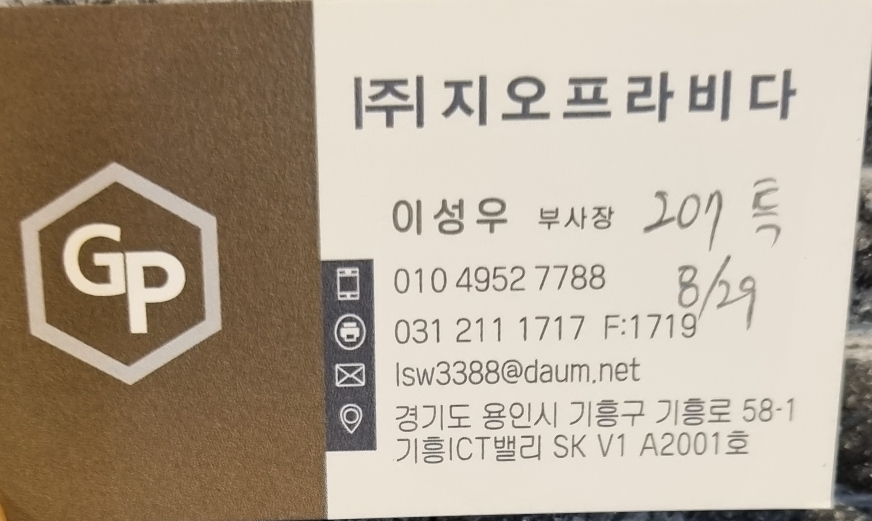 GP
|주| 지오프라비다
이성우 부사장 207 특
010 4952 7788 8/29
031 211 1717 F:1719
lsw3388@daum.net
경기도 용인시 기흥구 기흥로 58-1
기흥ICT밸리 SK V1 A2001호